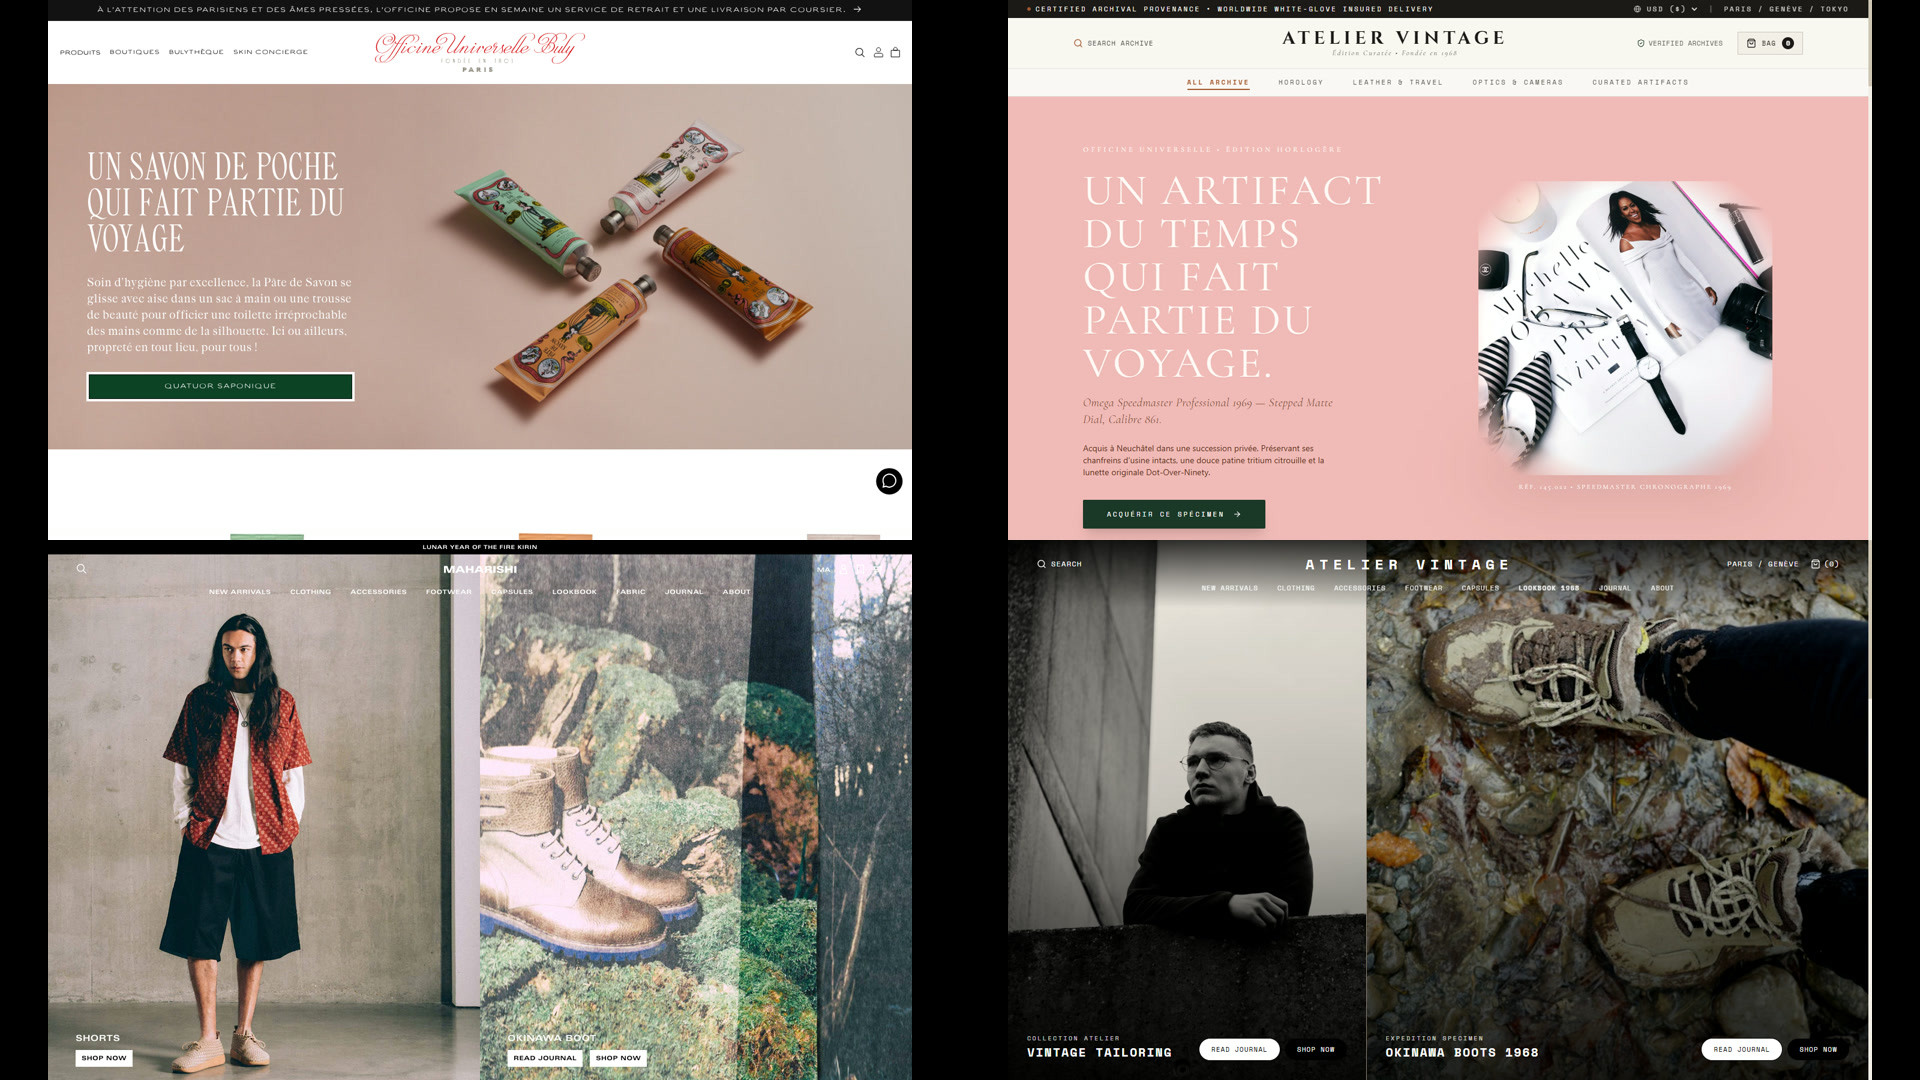 À L'ATTENTION DES PARISIENS ET DES ÂMES PRESSÉES, L'OFFICINE PROPOSE EN SEMAINE UN SERVICE DE RETRAIT ET UNE LIVRAISON PAR COURSIER. →
PRODUITS BOUTIQUES BULYTHÈQUE SKIN CONCIERGE
Officine Universelle Buly
FONDÉE EN 1803
PARIS
UN SAVON DE POCHE
QUI FAIT PARTIE DU
VOYAGE
Soin d'hygiène par excellence, la Pâte de Savon se
glisse avec aise dans un sac à main ou une trousse
de beauté pour officier une toilette irréprochable
des mains comme de la silhouette. Ici ou ailleurs,
propreté en tout lieu, pour tous !
QUATUOR SAPONIQUE
CERTIFIED ARCHIVAL PROVENANCE • WORLDWIDE WHITE-GLOVE INSURED DELIVERY
USD ($) | PARIS / GENÈVE / TOKYO
SEARCH ARCHIVE
ATELIER VINTAGE
Édition Curatée • Fondée en 1968
VERIFIED ARCHIVES
BAG 0
ALL ARCHIVE HOROLOGY LEATHER & TRAVEL OPTICS & CAMERAS CURATED ARTIFACTS
OFFICINE UNIVERSELLE • ÉDITION HORLOGÈRE
UN ARTIFACT
DU TEMPS
QUI FAIT
PARTIE DU
VOYAGE.
Omega Speedmaster Professional 1969 — Stepped Matte
Dial, Calibre 861.
Acquis à Neuchâtel dans une succession privée. Préservant ses
chanfreins d'usine intacts, une douce patine tritium citrouille et la
lunette originale Dot-Over-Ninety.
ACQUÉRIR CE SPÉCIMEN →
Michelle
Oprah
Winfr
RÉF. 145.022 • SPEEDMASTER CHRONOGRAPHE 1969
LUNAR YEAR OF THE FIRE KIRIN
MAHARISHI
MA
NEW ARRIVALS CLOTHING ACCESSORIES FOOTWEAR CAPSULES LOOKBOOK FABRIC JOURNAL ABOUT
SHORTS
SHOP NOW
OKINAWA BOOT
READ JOURNAL SHOP NOW
SEARCH
ATELIER VINTAGE
PARIS / GENÈVE (0)
NEW ARRIVALS CLOTHING ACCESSORIES FOOTWEAR CAPSULES LOOKBOOK 1968 JOURNAL ABOUT
COLLECTION ATELIER
VINTAGE TAILORING
READ JOURNAL SHOP NOW
EXPEDITION SPECIMEN
OKINAWA BOOTS 1968
READ JOURNAL SHOP NOW